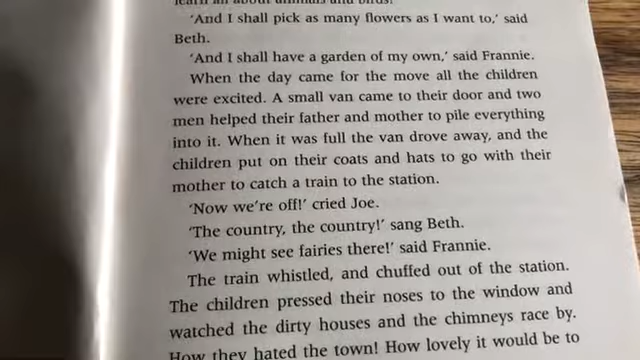 learn all about animals and birds!
'And I shall pick as many flowers as I want to,' said
Beth.
'And I shall have a garden of my own,' said Frannie.
When the day came for the move all the children
were excited. A small van came to their door and two
men helped their father and mother to pile everything
into it. When it was full the van drove away, and the
children put on their coats and hats to go with their
mother to catch a train to the station.
'Now we're off!' cried Joe.
'The country, the country!' sang Beth.
'We might see fairies there!' said Frannie.
The train whistled, and chuffed out of the station.
The children pressed their noses to the window and
watched the dirty houses and the chimneys race by.
How they hated the town! How lovely it would be to